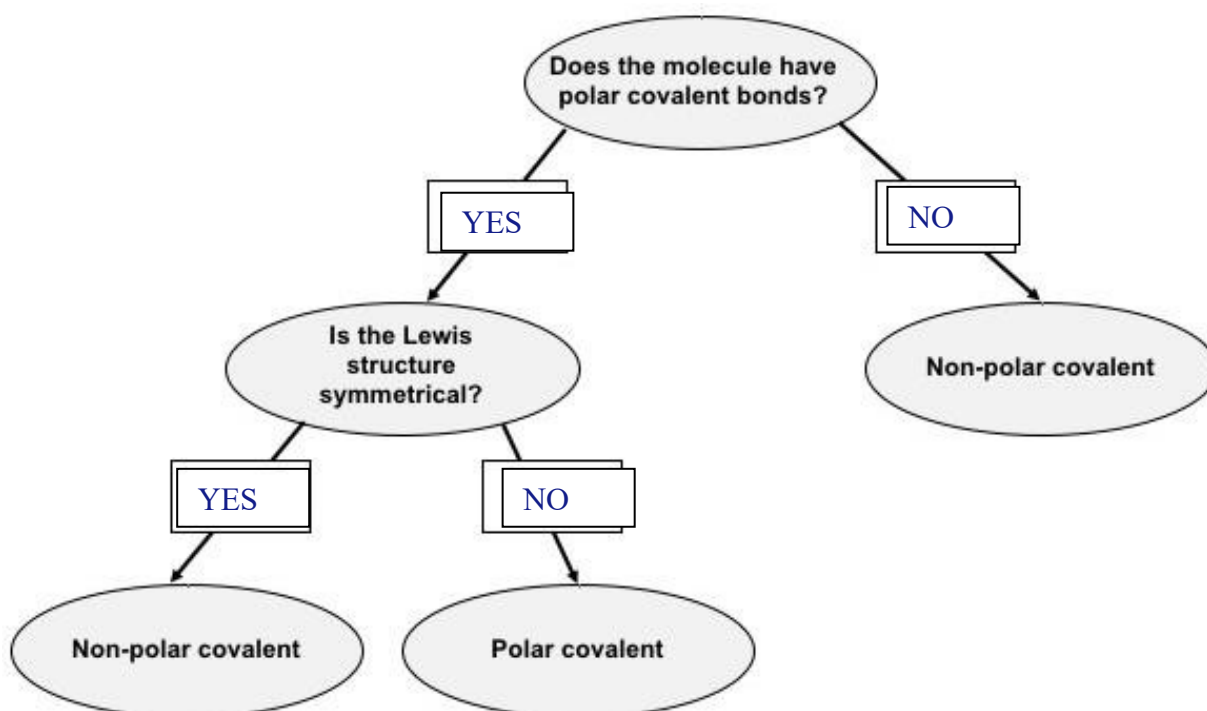 Does the molecule have
polar covalent bonds?
YES
NO
Is the Lewis
structure
symmetrical?
Non-polar covalent
YES
NO
Non-polar covalent
Polar covalent